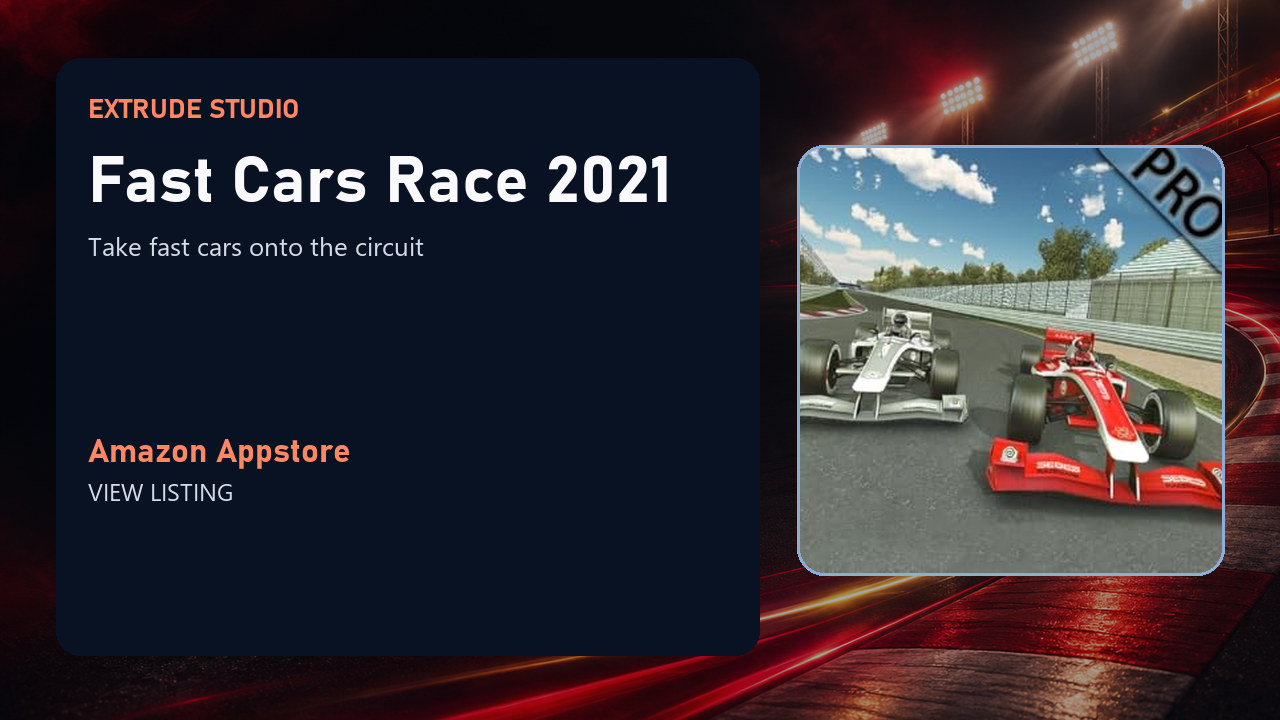 EXTRUDE STUDIO
Fast Cars Race 2021
Take fast cars onto the circuit
Amazon Appstore
VIEW LISTING
PRO